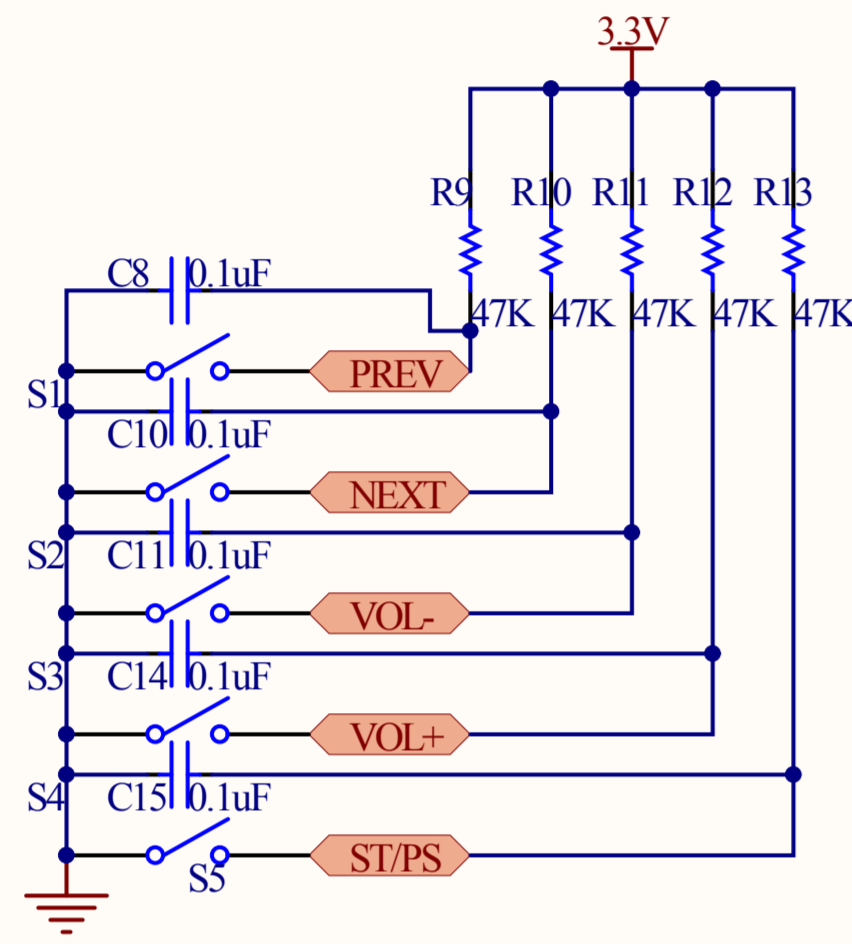 3.3V
R9 R10 R11 R12 R13
C8 0.1uF
47K 47K 47K 47K 47K
PREV
S1
C10 0.1uF
NEXT
S2 C11 0.1uF
VOL-
S3 C14 0.1uF
VOL+
S4 C15 0.1uF
ST/PS
S5